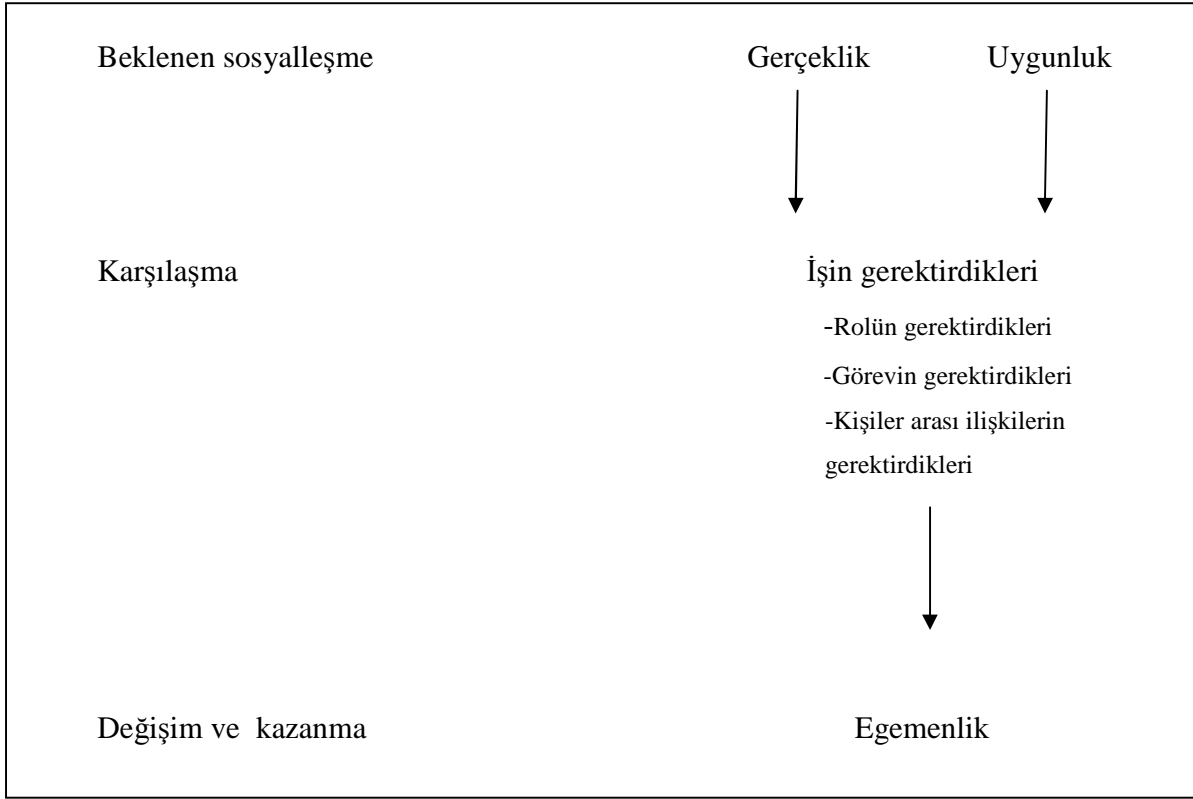 Beklenen sosyalleşme Gerçeklik Uygunluk
Karşılaşma İşin gerektirdikleri
-Rolün gerektirdikleri
-Görevin gerektirdikleri
-Kişiler arası ilişkilerin
gerektirdikleri
Değişim ve kazanma Egemenlik